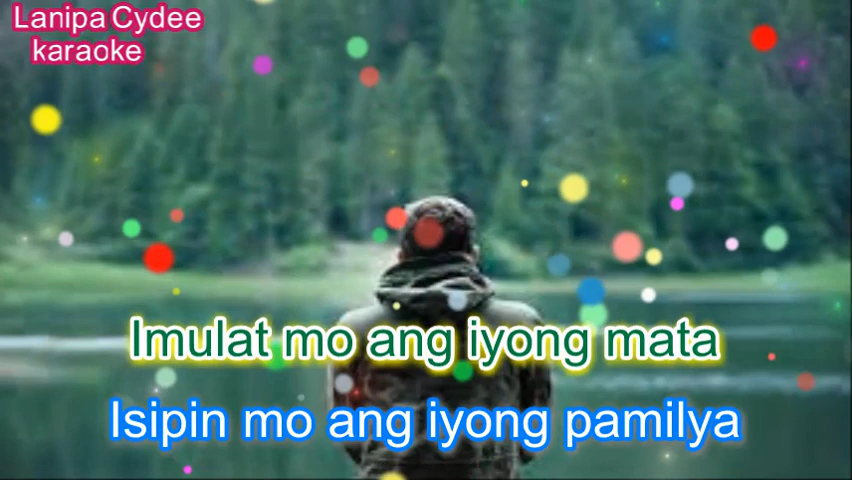 Lanipa Cydee
karaoke
Imulat mo ang iyong mata
Isipin mo ang iyong pamilya